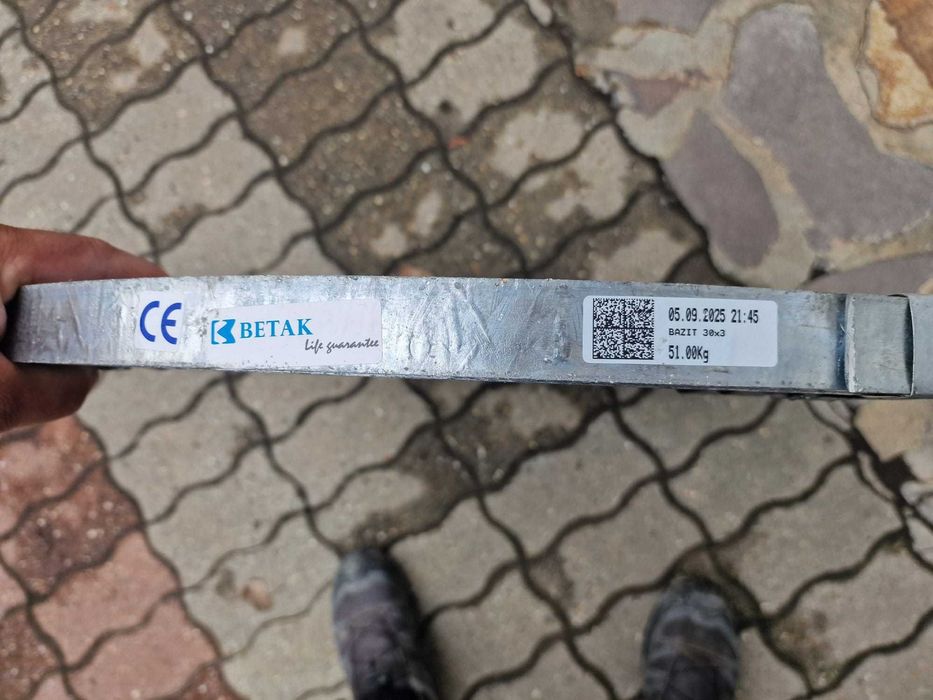 CE
BETAK
Life guarantee
05.09.2025 21:45
BAZIT 30x3
51.00Kg